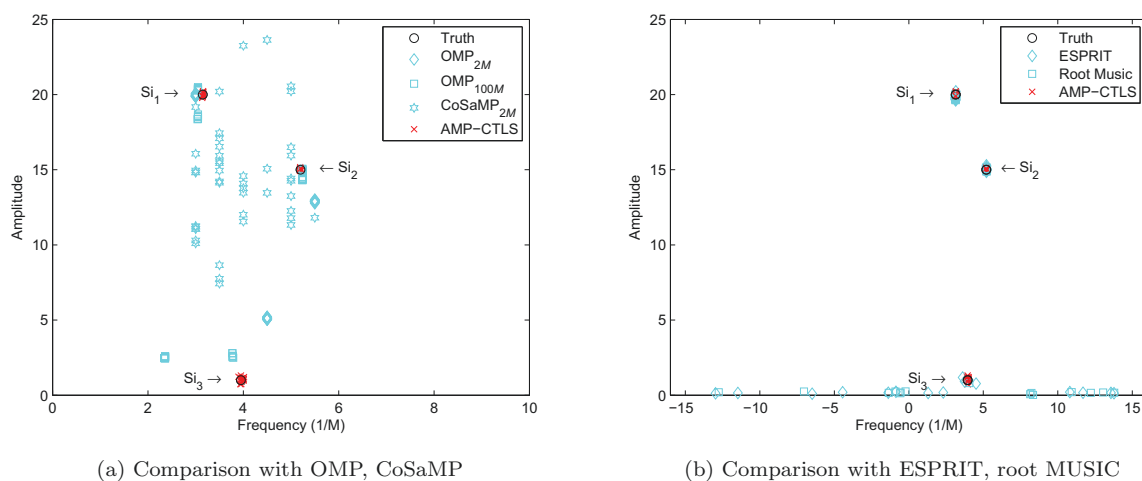 25
20
15
10
5
0
Amplitude
0 2 4 6 8 10
Frequency (1/M)
Truth
OMP2M
OMP100M
CoSaMP2M
AMP−CTLS
Si1 →
← Si2
Si3 →
(a) Comparison with OMP, CoSaMP
25
20
15
10
5
0
Amplitude
−15 −10 −5 0 5 10 15
Frequency (1/M)
Truth
ESPRIT
Root Music
AMP−CTLS
Si1 →
← Si2
Si3 →
(b) Comparison with ESPRIT, root MUSIC